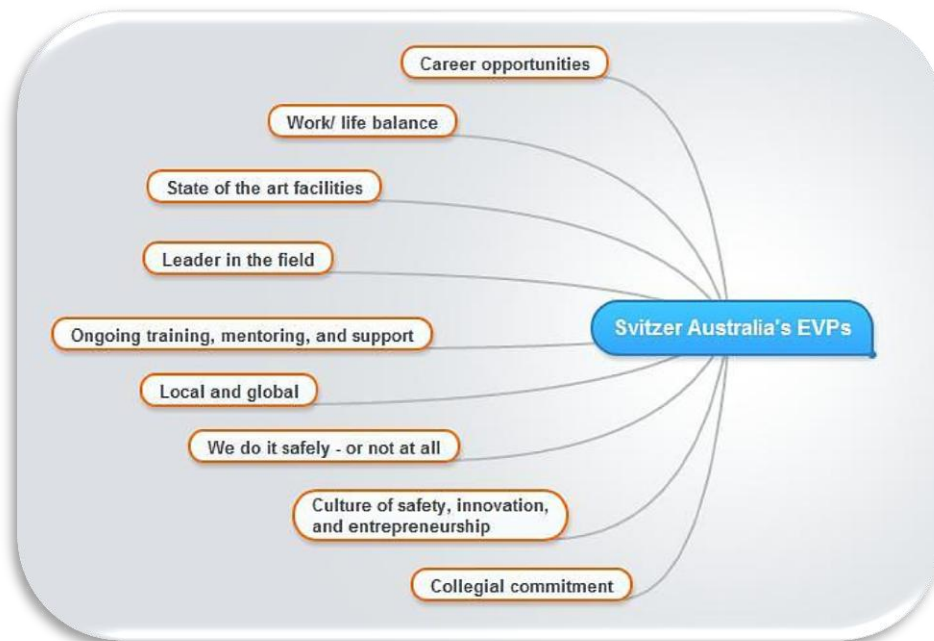 Career opportunities
Work/ life balance
State of the art facilities
Leader in the field
Svitzer Australia's EVPs
Ongoing training, mentoring, and support
Local and global
We do it safely - or not at all
Culture of safety, innovation,
and entrepreneurship
Collegial commitment